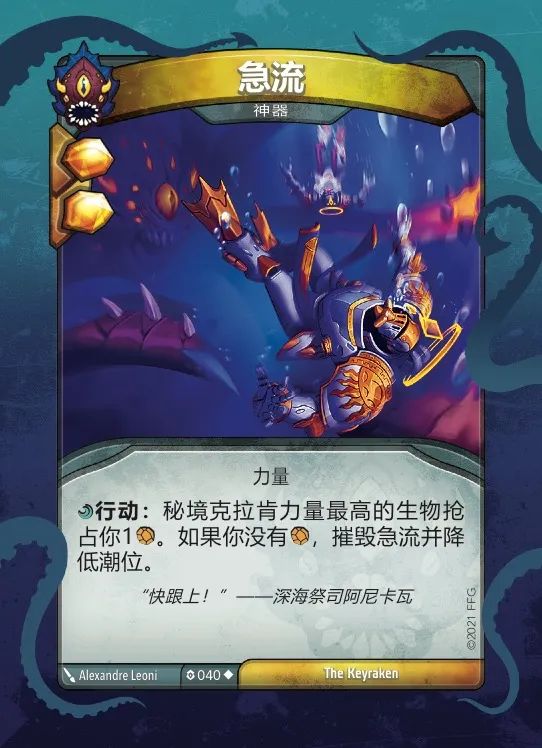 急流
神器
力量
行动：秘境克拉肯力量最高的生物抢
占你1。如果你没有，摧毁急流并降
低潮位。
“快跟上！”——深海祭司阿尼卡瓦
©2021 FFG
Alexandre Leoni
040
The Keyraken